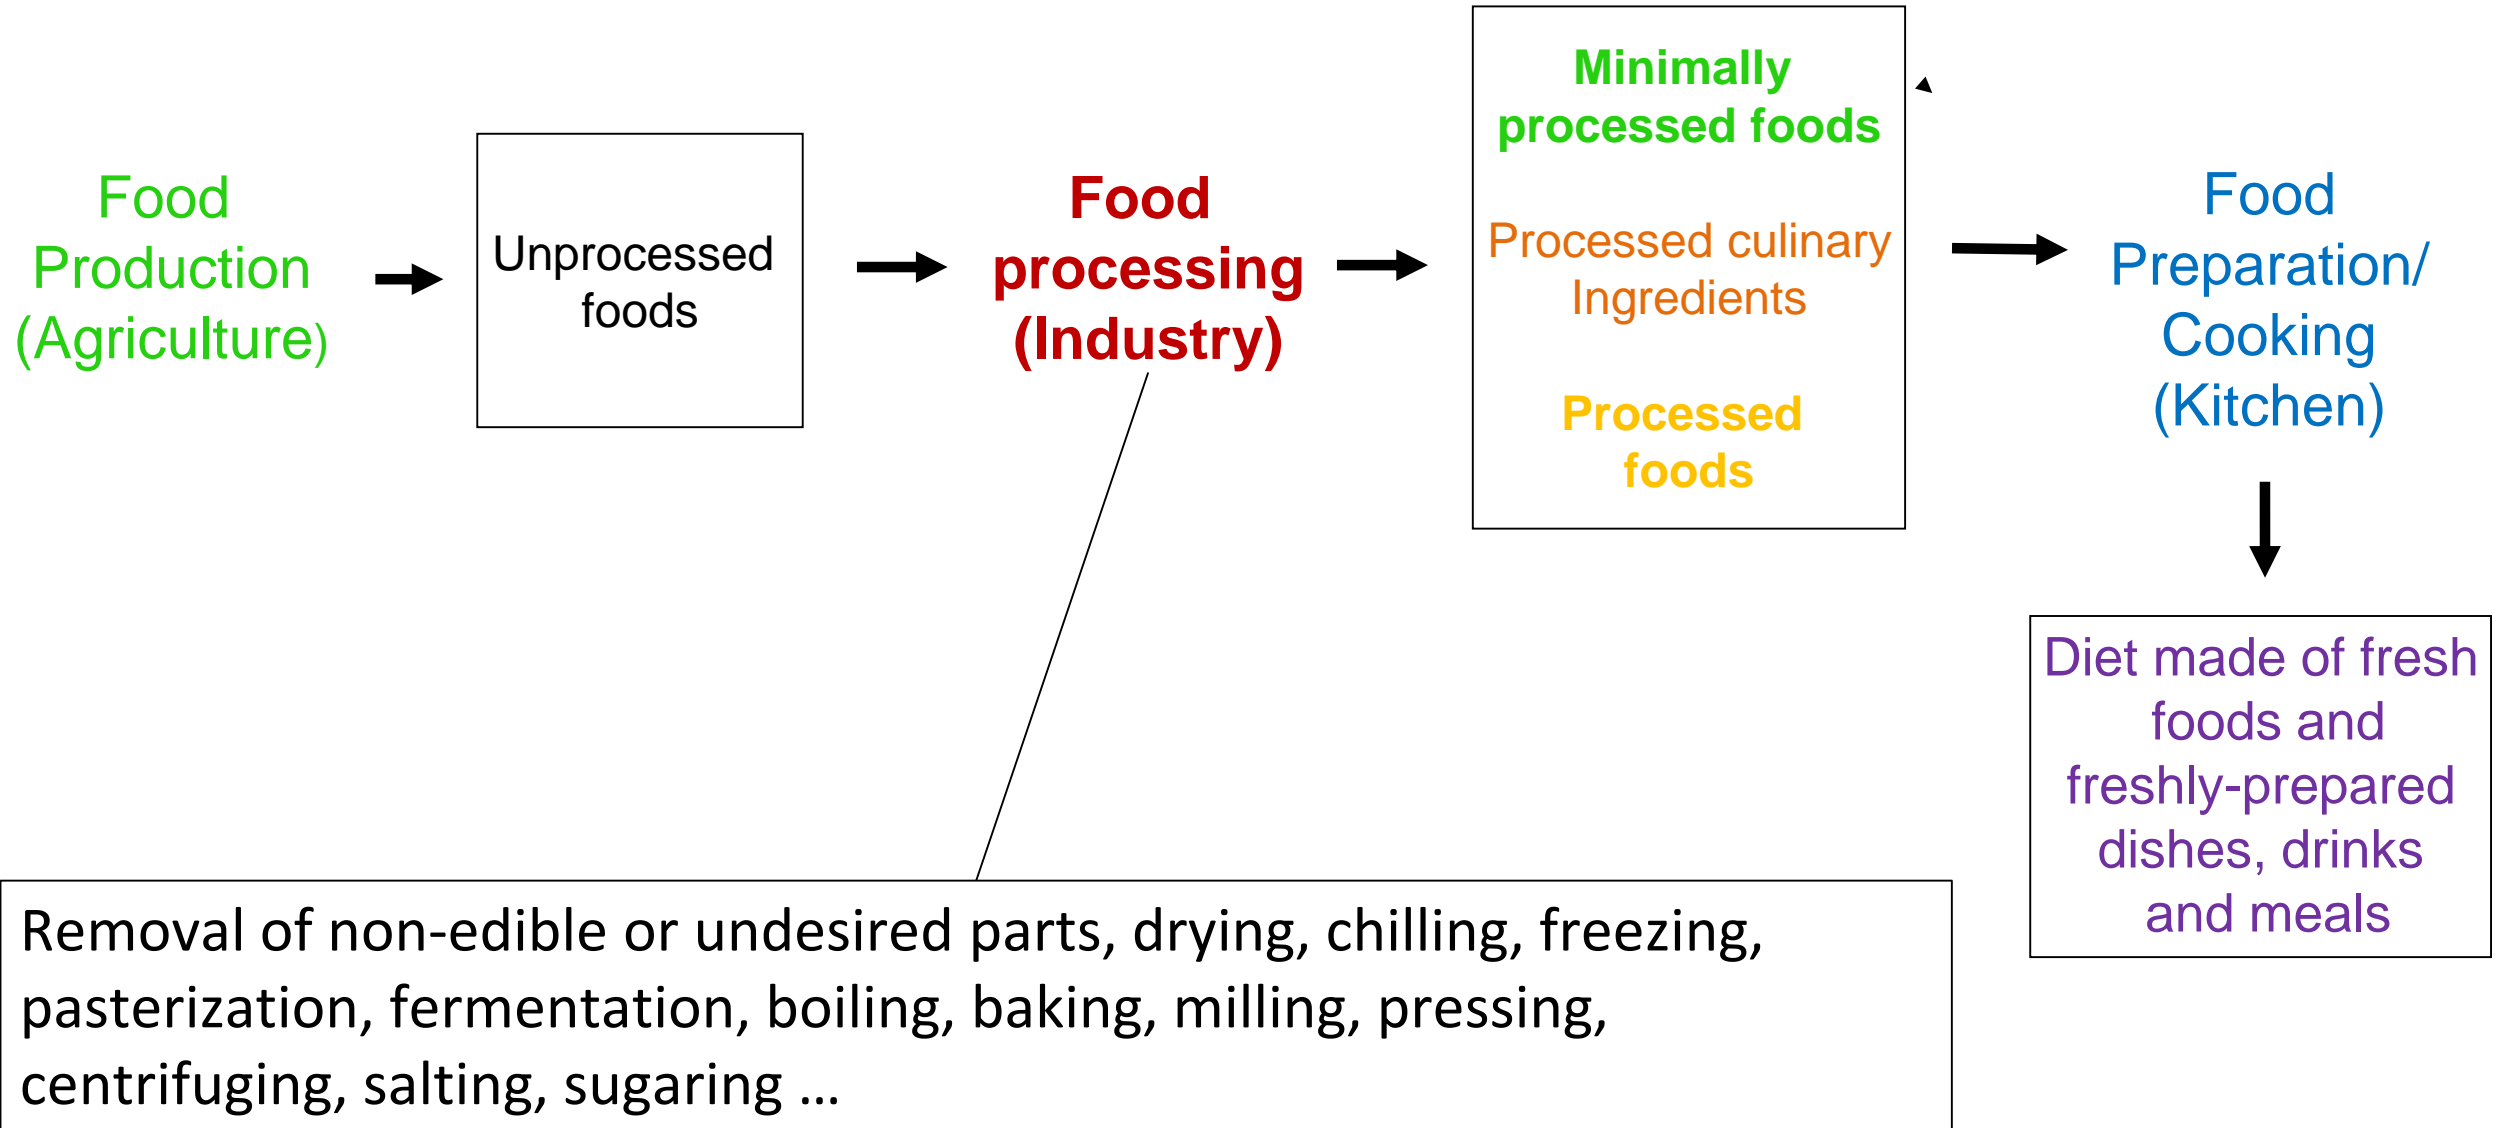 Food
Production
(Agriculture)
Unprocessed
foods
Food
processing
(Industry)
Minimally
processed foods
Processed culinary
Ingredients
Processed
foods
Food
Preparation/
Cooking
(Kitchen)
Diet made of fresh
foods and
freshly-prepared
dishes, drinks
and meals
Removal of non-edible or undesired parts, drying, chilling, freezing,
pasterization, fermentation, boiling, baking, milling, pressing,
centrifuging, salting, sugaring ...